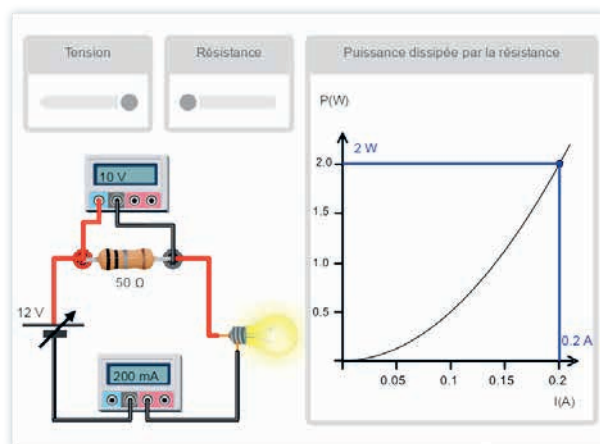 Tension
Résistance
Puissance dissipée par la résistance
10 V
50 Ω
12 V
200 mA
P(W)
2 W
2.0
1.5
1.0
0.5
0.2 A
0.05
0.1
0.15
0.2
I(A)